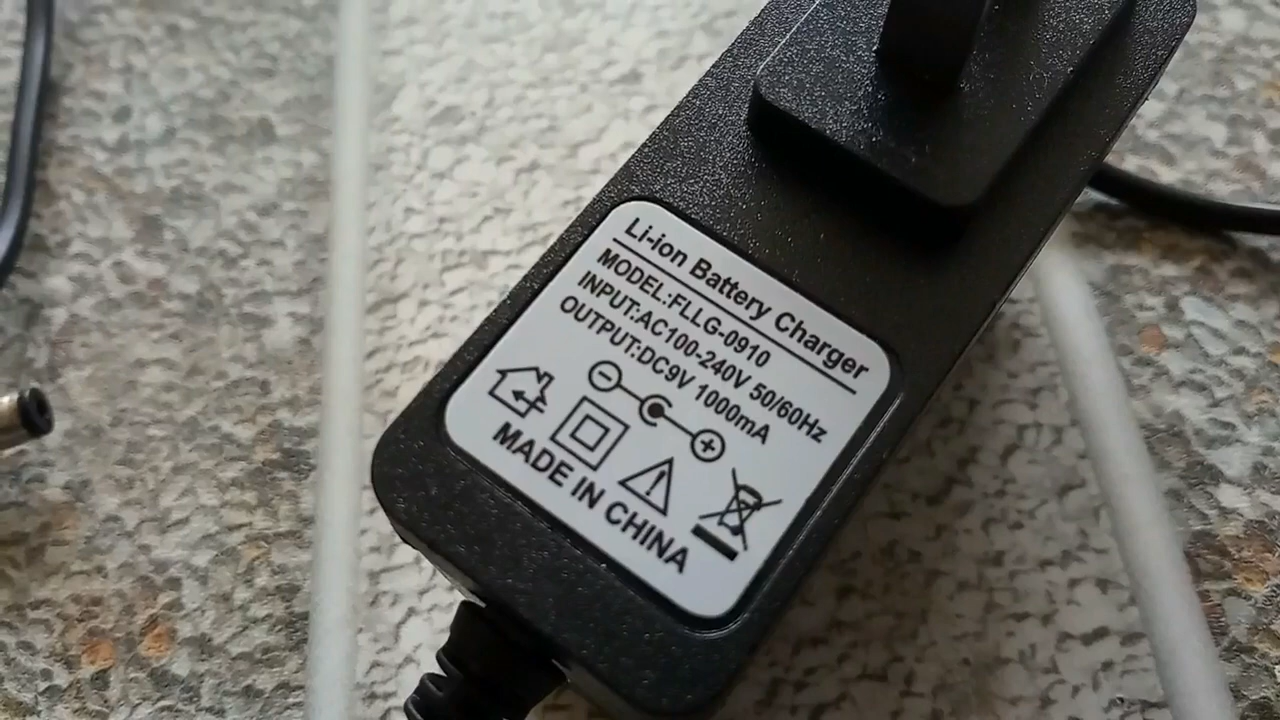 Li-ion Battery Charger
MODEL:FLLG-0910
INPUT:AC100-240V 50/60Hz
OUTPUT:DC9V 1000mA
MADE IN CHINA